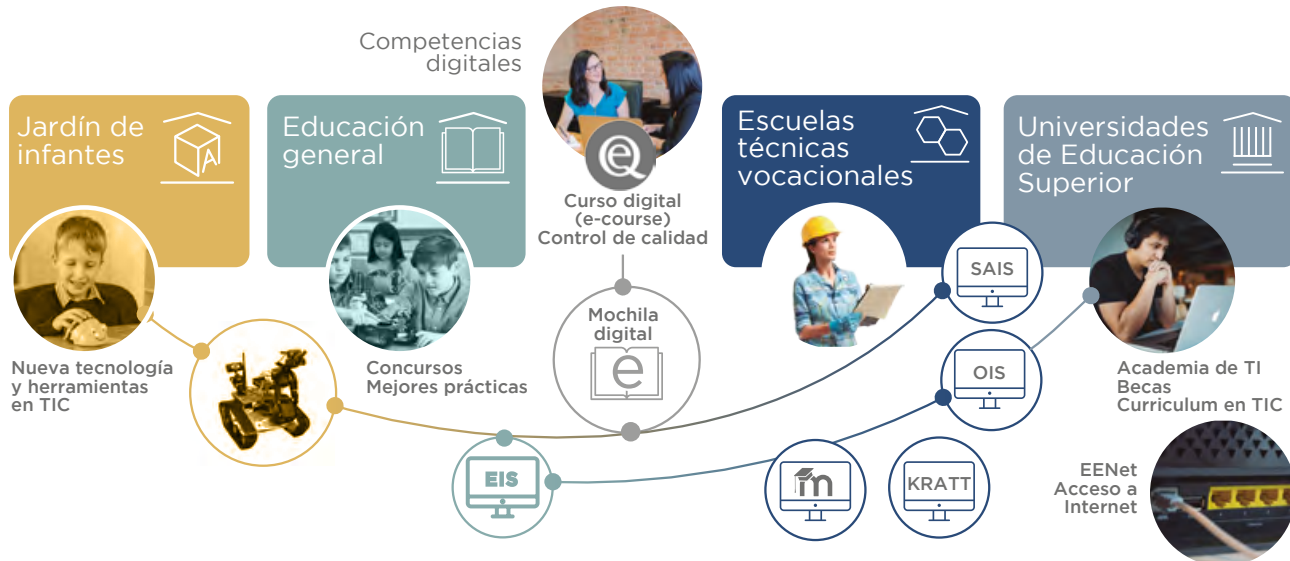 Competencias
digitales
Jardín de
infantes
A
Educación
general
eQ
Curso digital
(e-course)
Control de calidad
Escuelas
técnicas
vocacionales
Universidades
de Educación
Superior
SAIS
Mochila
digital
e
OIS
Nueva tecnología
y herramientas
en TIC
Concursos
Mejores prácticas
Academia de TI
Becas
Curriculum en TIC
EIS
m
KRATT
EENet
Acceso a
Internet